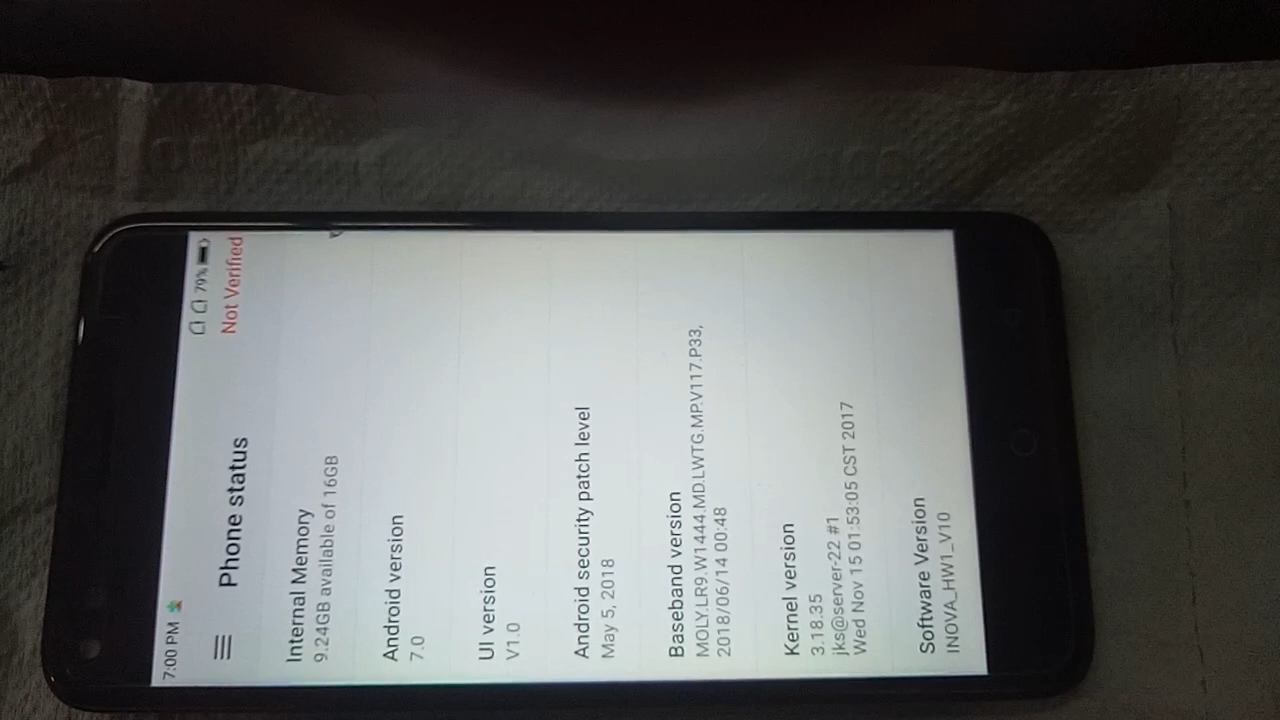 7:00 PM
79%
Phone status
Not Verified
Internal Memory
9.24GB available of 16GB
Android version
7.0
UI version
V1.0
Android security patch level
May 5, 2018
Baseband version
MOLY.LR9.W1444.MD.LWTG.MP.V117.P33,
2018/06/14 00:48
Kernel version
3.18.35
jks@server-22 #1
Wed Nov 15 01:53:05 CST 2017
Software Version
INOVA_HW1_V10